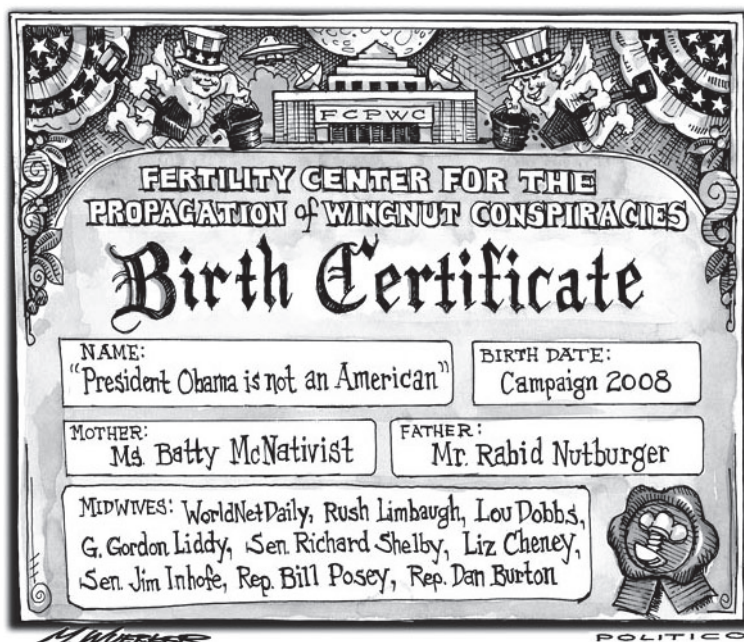 FCPWC
FERTILITY CENTER FOR THE
PROPAGATION of WINGNUT CONSPIRACIES
Birth Certificate
NAME:
"President Obama is not an American"
BIRTH DATE:
Campaign 2008
MOTHER:
Ms. Batty McNativist
FATHER:
Mr. Rabid Nutburger
MIDWIVES: WorldNetDaily, Rush Limbaugh, Lou Dobbs,
G. Gordon Liddy, Sen. Richard Shelby, Liz Cheney,
Sen. Jim Inhofe, Rep. Bill Posey, Rep. Dan Burton
M WUERKER
POLITICO